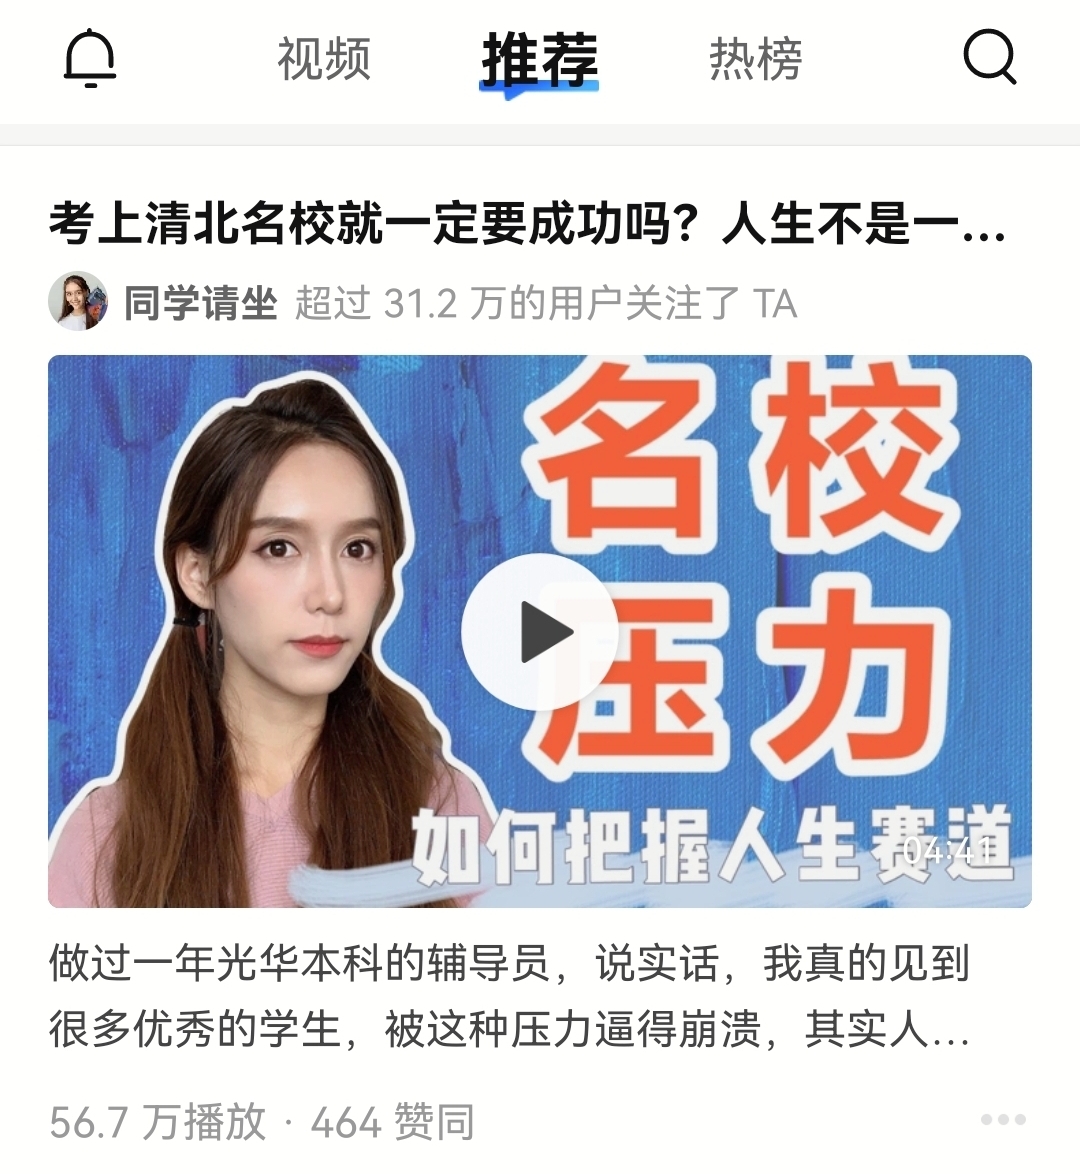 视频 推荐 热榜
考上清北名校就一定要成功吗？人生不是一…
同学请坐 超过 31.2 万的用户关注了 TA
名校
压力
如何把握人生赛道
04:41
做过一年光华本科的辅导员，说实话，我真的见到
很多优秀的学生，被这种压力逼得崩溃，其实人…
56.7 万播放 · 464 赞同